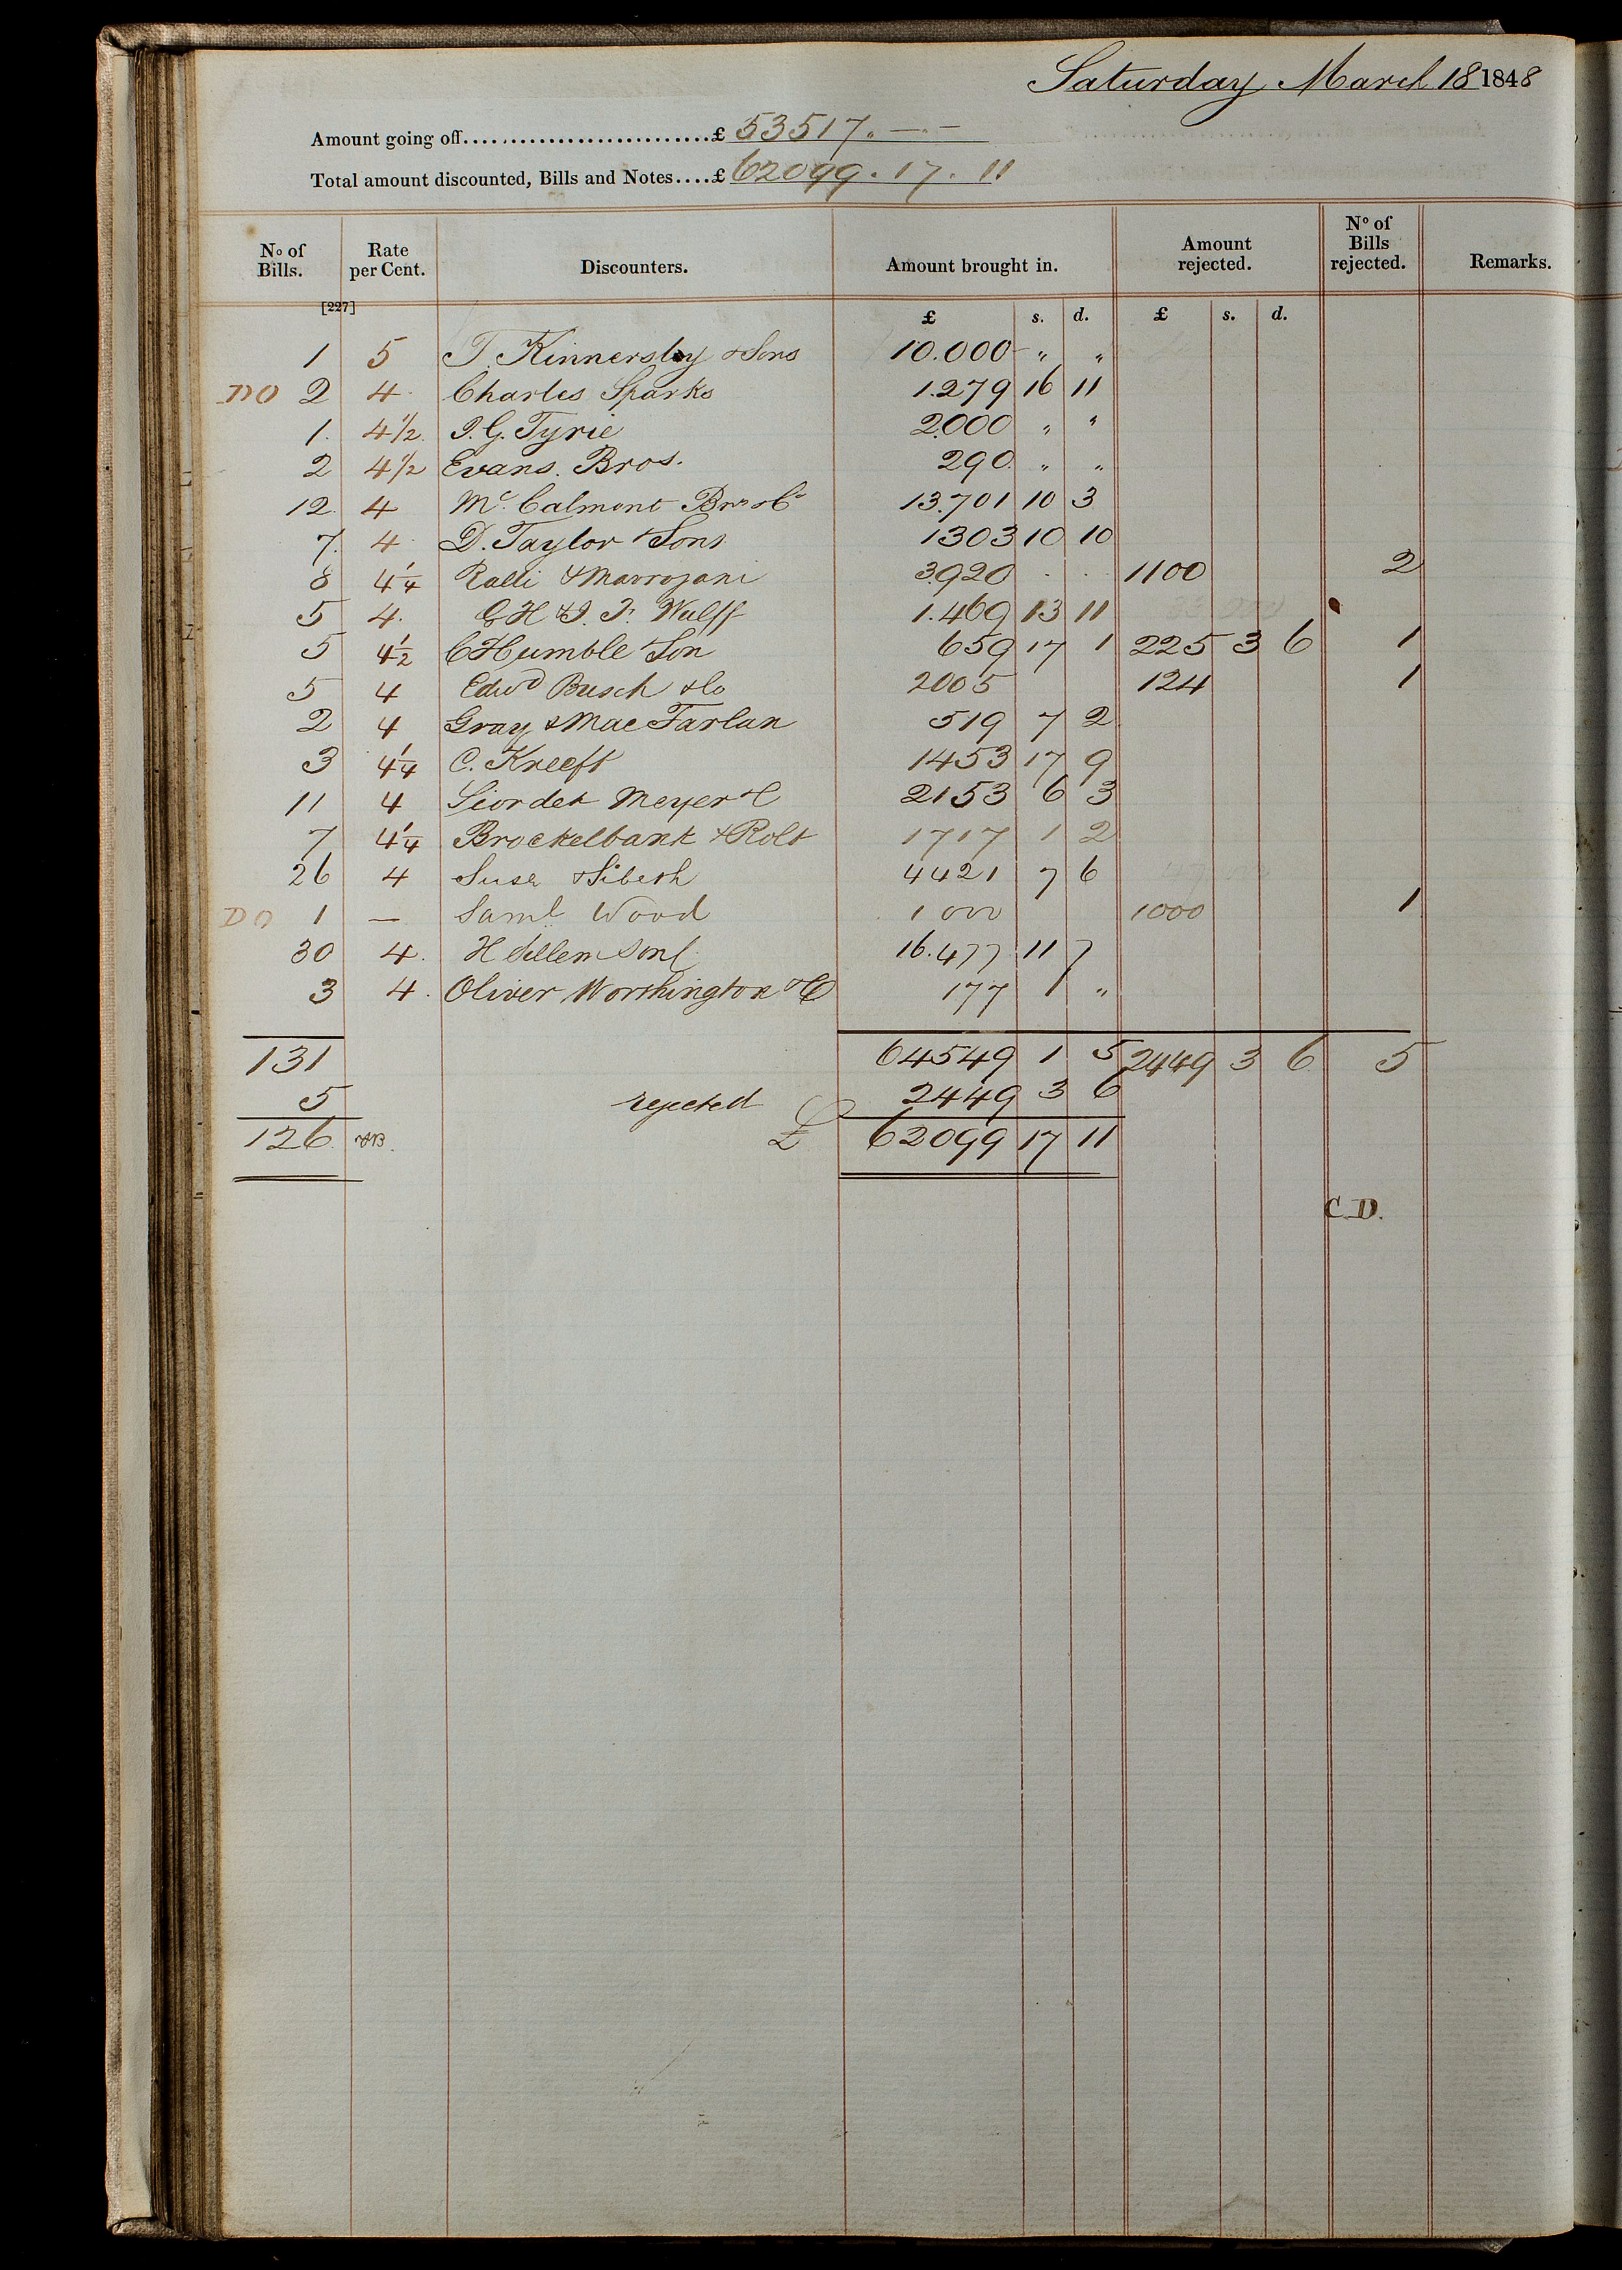 Saturday March 18 1848
Amount going off...........................£ 53517. — . —
Total amount discounted, Bills and Notes....£ 62099 . 17 . 11
No of Bills. Rate per Cent. Discounters. Amount brought in. Amount rejected. No of Bills rejected. Remarks.
[227]
£ s. d. £ s. d.
1 5 T. Kinnersley & Sons 10.000 " "
DO 2 4 Charles Sparks 1.279 16 11
1. 4½ J. G. Tyrie 2000 " "
2 4½ Evans. Bros. 290 " "
12 4 Mc Calmont Bros & Co 13.701 10 3
7. 4 D. Taylor & Sons 1303 10 10
8 4¼ Ralli & Mavrojani 3920 . . 1100 2
5 4. G H & J. F. Wulff 1.469 13 11
5 4½ C Humble & Son 659 17 1 225 3 6 1
5 4 Edwd Busch & Co 2005 124 1
2 4 Gray & Mac Farlan 519 7 2
3 4¼ C. Kreeft 1453 17 9
11 4 Siordet Meyer & C 2153 6 3
7 4¼ Brockelbank & Rolt 1717 1 2
26 4 Suse & Sibeth 4421 7 6
DO 1 — Saml Wood 1000 1000 1
30 4. H Sillem Sons 16.477 11 7
3 4. Oliver Worthington & Co 177 1 "
131 64549 1 5 2449 3 6 5
5 rejected 2449 3 6
126 £ 62099 17 11
C.D.